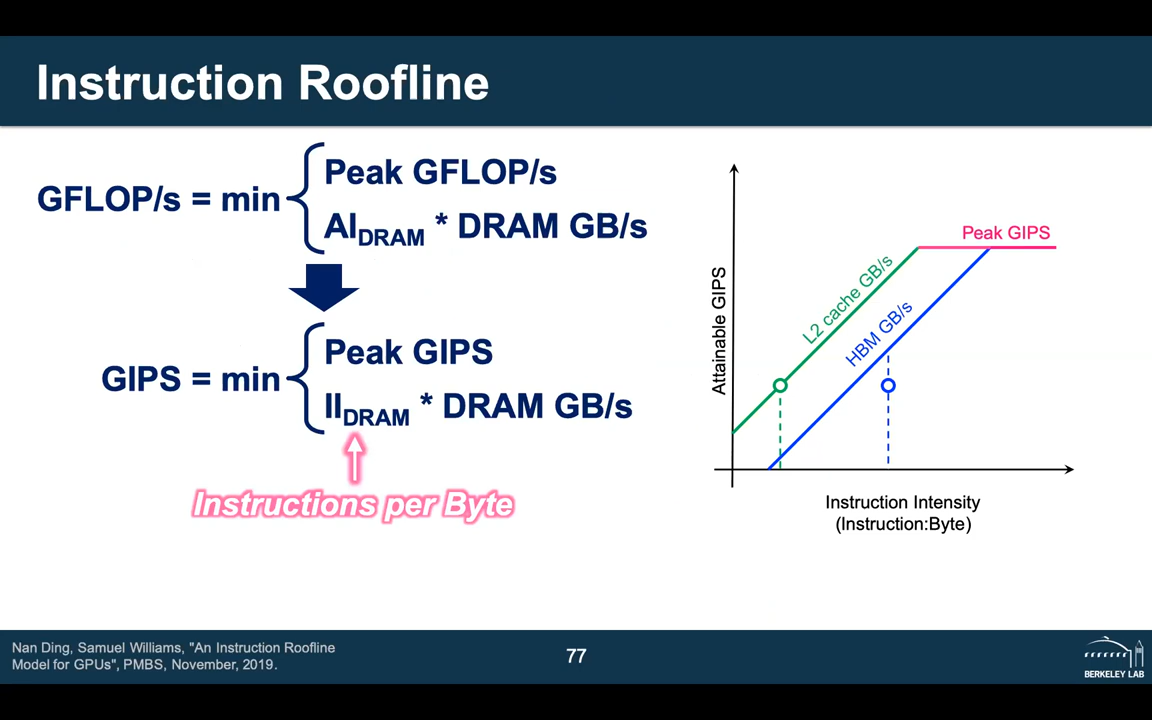 Instruction Roofline
GFLOP/s = min
Peak GFLOP/s
AIDRAM * DRAM GB/s
GIPS = min
Peak GIPS
IIDRAM * DRAM GB/s
Instructions per Byte
Peak GIPS
L2 cache GB/s
HBM GB/s
Attainable GIPS
Instruction Intensity
(Instruction:Byte)
Nan Ding, Samuel Williams, "An Instruction Roofline
Model for GPUs", PMBS, November, 2019.
77
BERKELEY LAB